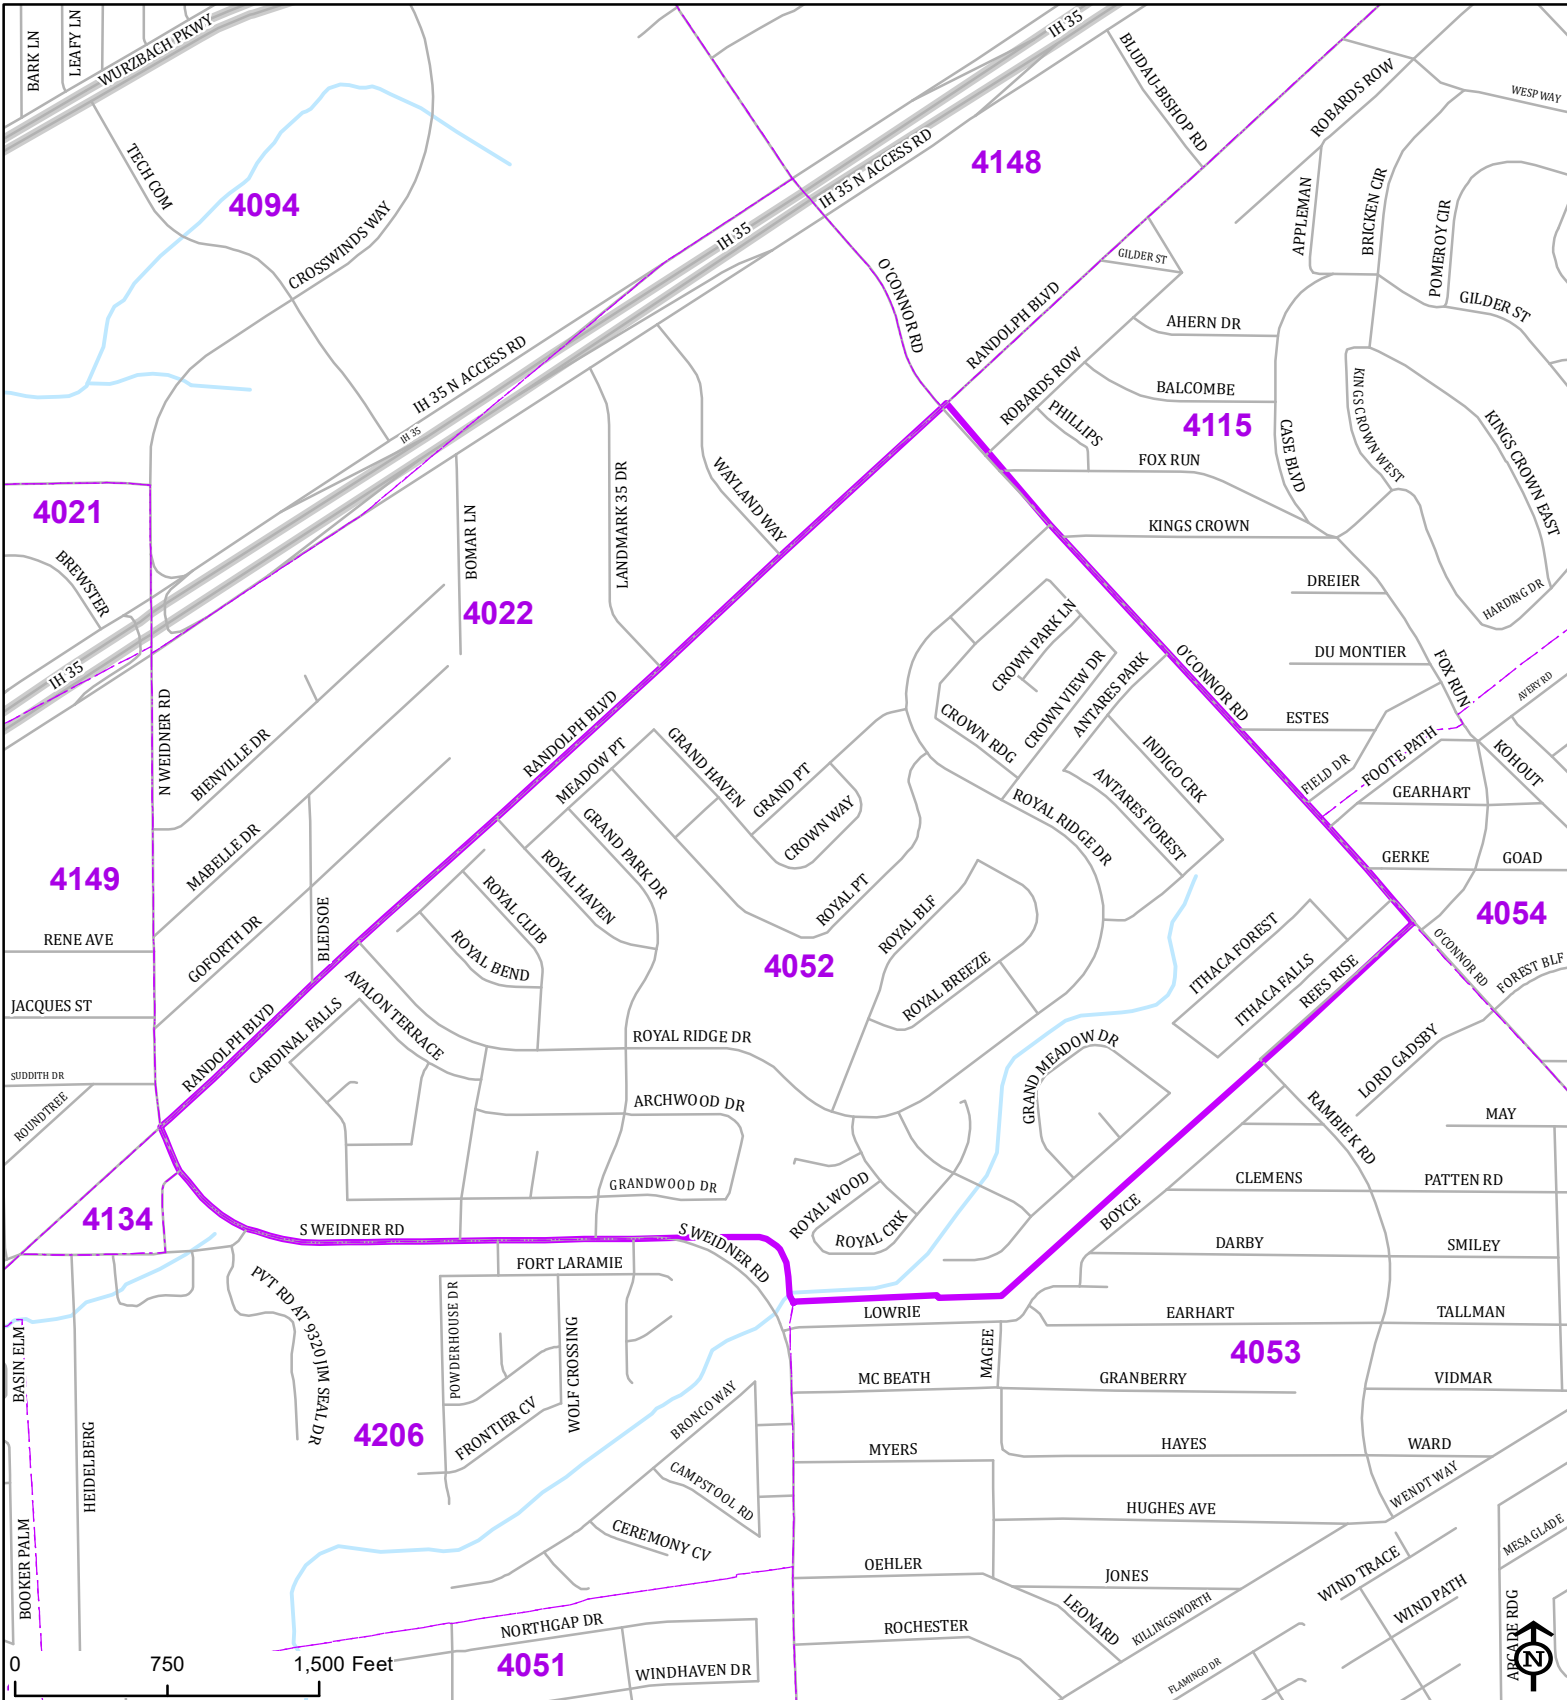 BARK LN
LEAFY LN
WURZBACH PKWY
IH 35
BLUDAU-BISHOP RD
ROBARDS ROW
WESP WAY
TECH COM
4094
CROSSWINDS WAY
IH 35 N ACCESS RD
4148
IH 35
O'CONNOR RD
GILDER ST
APPLEMAN
BRICKEN CIR
POMEROY CIR
GILDER ST
RANDOLPH BLVD
AHERN DR
IH 35 N ACCESS RD
IH 35
ROBARDS ROW
BALCOMBE
PHILLIPS
4115
KINGS CROWN WEST
KINGS CROWN EAST
CASE BLVD
FOX RUN
4021
BREWSTER
BOMAR LN
LANDMARK 35 DR
WAYLAND WAY
KINGS CROWN
4022
DREIER
HARDING DR
IH 35
CROWN PARK LN
DU MONTIER
N WEIDNER RD
BIENVILLE DR
RANDOLPH BLVD
MEADOW PT
GRAND HAVEN
GRAND PT
CROWN WAY
CROWN RDG
CROWN VIEW DR
ANTARES PARK
O'CONNOR RD
FOX RUN
AVERY RD
ESTES
INDIGO CRK
ANTARES FOREST
FIELD DR
FOOTE PATH
KOHOUT
GEARHART
MABELLE DR
GRAND PARK DR
ROYAL HAVEN
ROYAL RIDGE DR
GERKE
GOAD
4149
BLEDSOE
ROYAL CLUB
ROYAL PT
ROYAL BLF
4054
RENE AVE
GOFORTH DR
ROYAL BEND
4052
ROYAL BREEZE
ITHACA FOREST
ITHACA FALLS
REES RISE
O'CONNOR RD
FOREST BLF
JACQUES ST
RANDOLPH BLVD
CARDINAL FALLS
AVALON TERRACE
ROYAL RIDGE DR
GRAND MEADOW DR
LORD GADSBY
SUDDITH DR
ROUNDTREE
ARCHWOOD DR
RAMBIE K RD
MAY
GRANDWOOD DR
ROYAL WOOD
ROYAL CRK
BOYCE
CLEMENS
PATTEN RD
4134
S WEIDNER RD
S WEIDNER RD
DARBY
SMILEY
FORT LARAMIE
PVT RD AT 9320 JIM SEAL DR
POWDERHOUSE DR
WOLF CROSSING
LOWRIE
EARHART
TALLMAN
BASIN ELM
MAGEE
4053
MC BEATH
GRANBERRY
VIDMAR
HEIDELBERG
4206
FRONTIER CV
BRONCO WAY
MYERS
HAYES
WARD
CAMPSTOOL RD
WENDT WAY
BOOKER PALM
CEREMONY CV
HUGHES AVE
MESA GLADE
OEHLER
JONES
WIND TRACE
WIND PATH
LEONARD
KILLINGSWORTH
NORTHGAP DR
ROCHESTER
ARCADE RDG
4051
WINDHAVEN DR
FLAMINGO DR
0 750 1,500 Feet
N